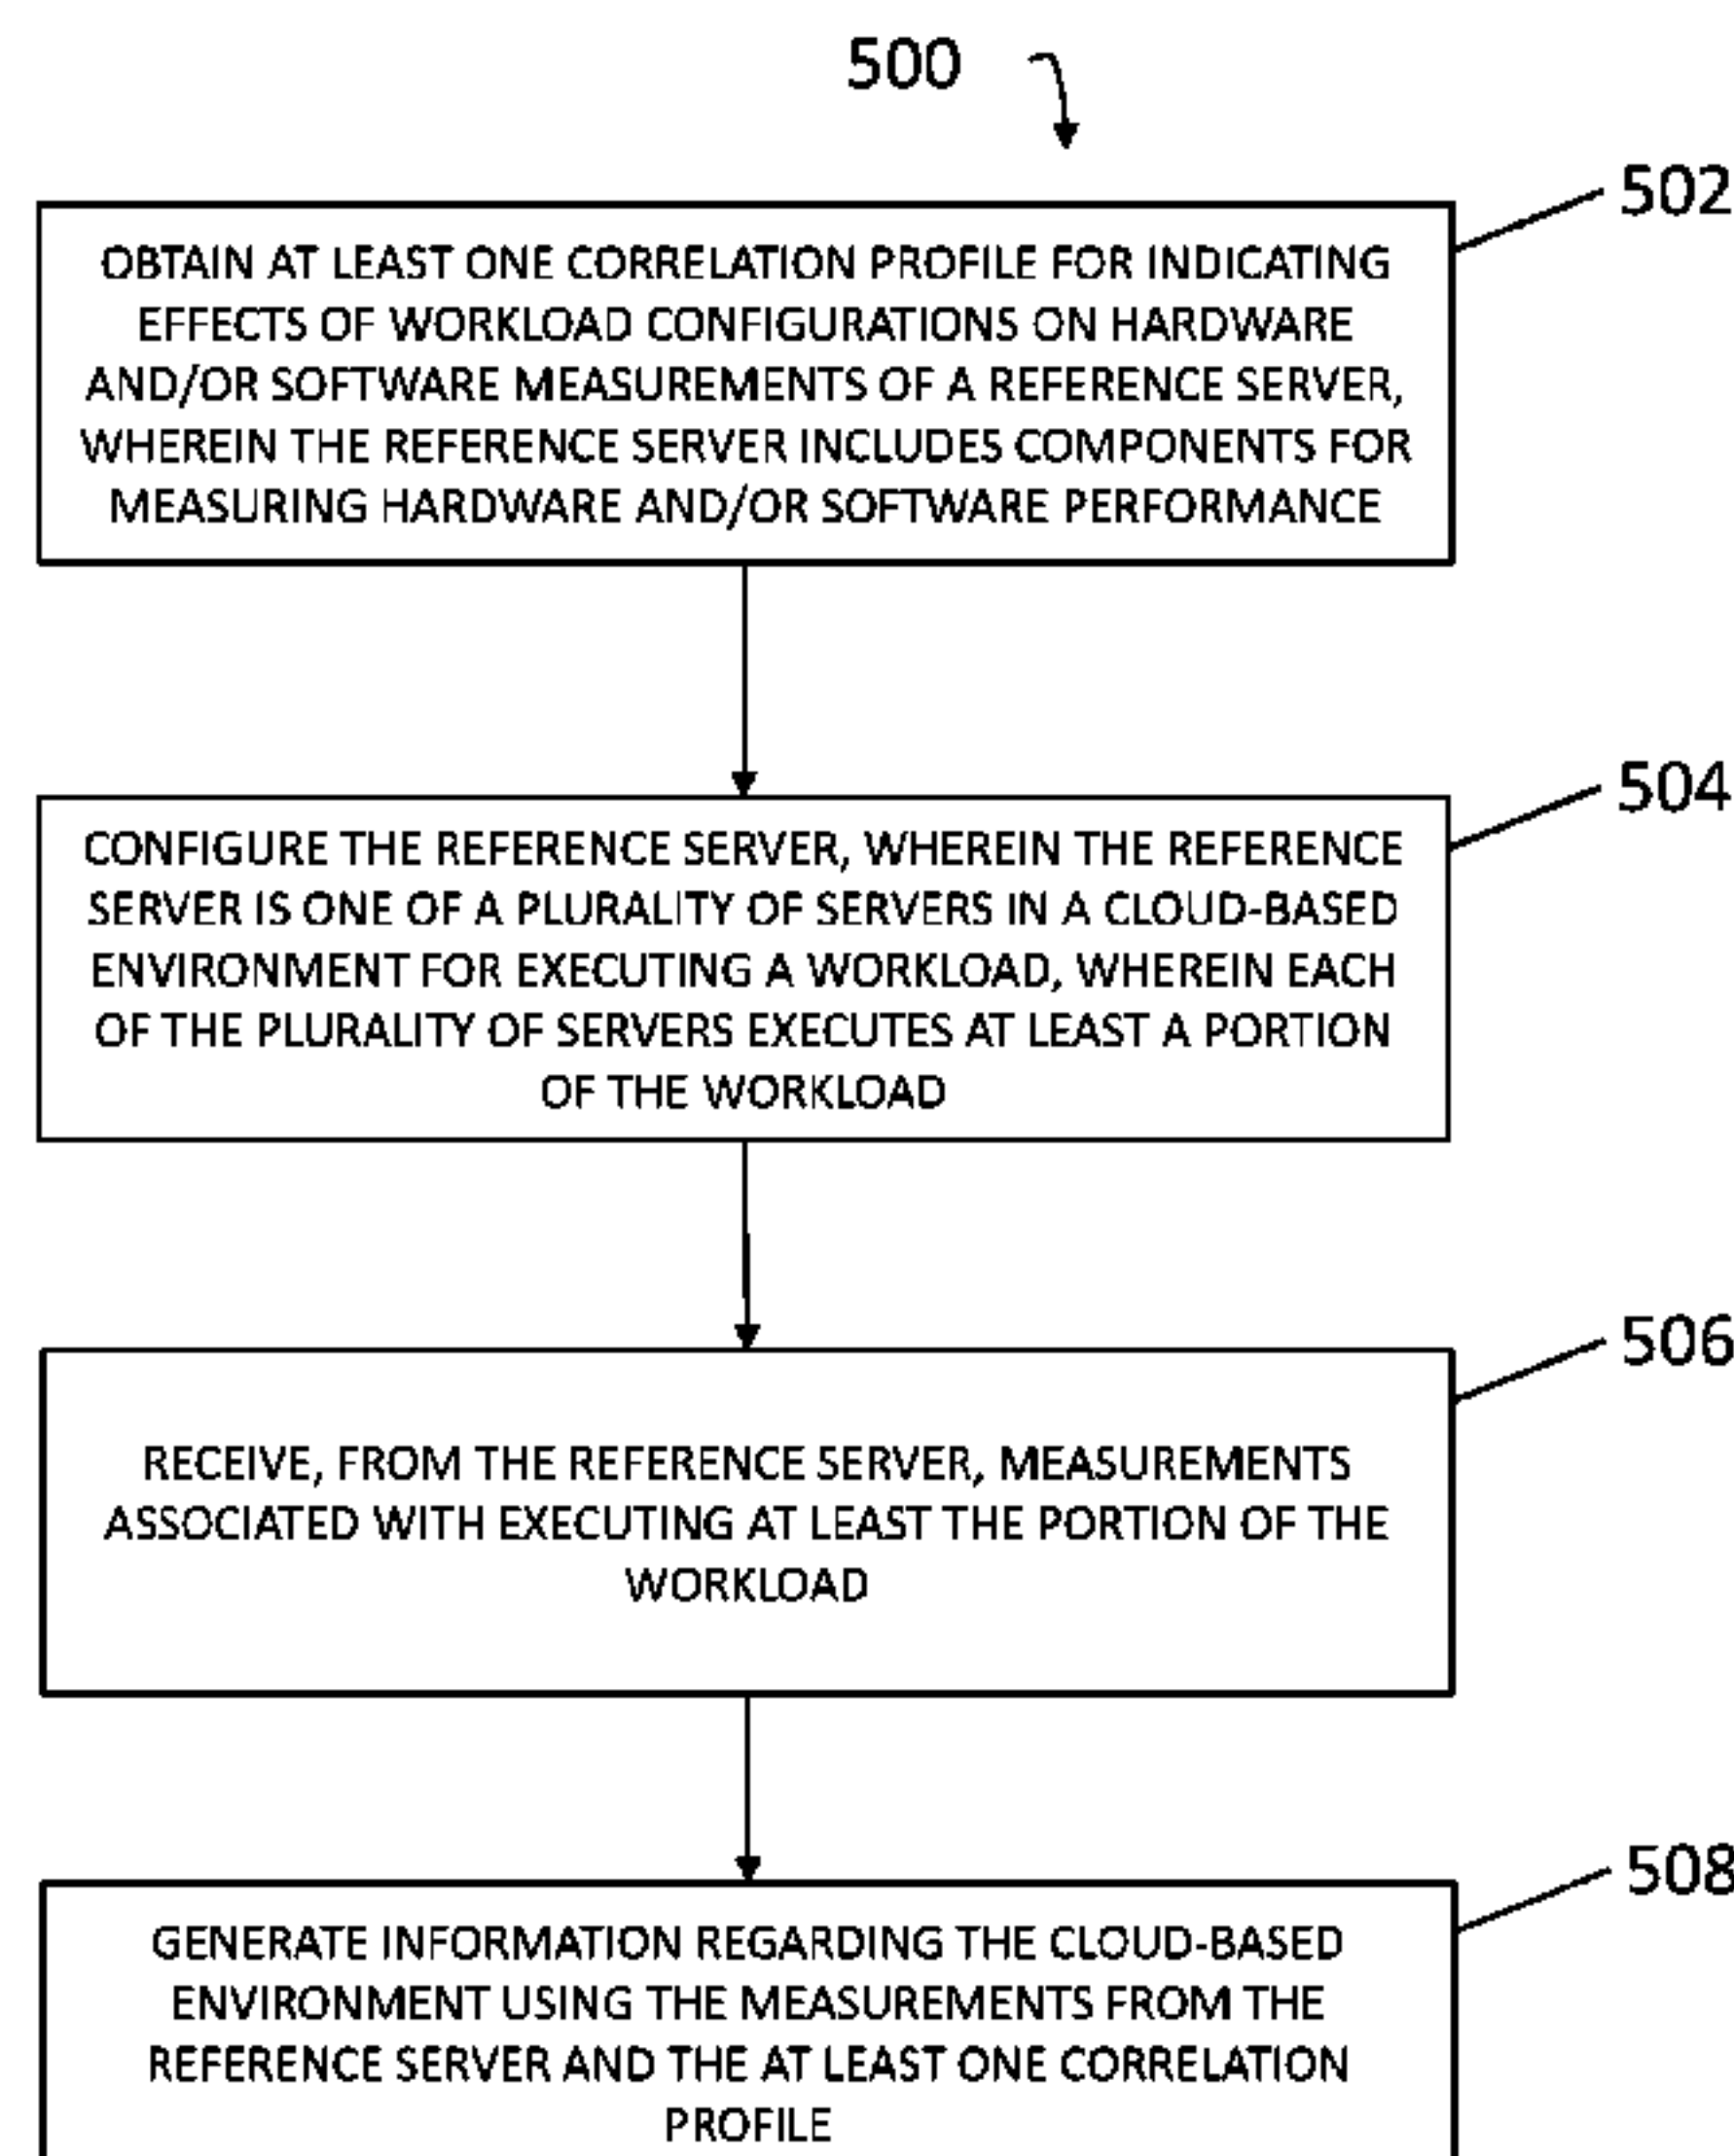 500
502
OBTAIN AT LEAST ONE CORRELATION PROFILE FOR INDICATING
EFFECTS OF WORKLOAD CONFIGURATIONS ON HARDWARE
AND/OR SOFTWARE MEASUREMENTS OF A REFERENCE SERVER,
WHEREIN THE REFERENCE SERVER INCLUDES COMPONENTS FOR
MEASURING HARDWARE AND/OR SOFTWARE PERFORMANCE
504
CONFIGURE THE REFERENCE SERVER, WHEREIN THE REFERENCE
SERVER IS ONE OF A PLURALITY OF SERVERS IN A CLOUD-BASED
ENVIRONMENT FOR EXECUTING A WORKLOAD, WHEREIN EACH
OF THE PLURALITY OF SERVERS EXECUTES AT LEAST A PORTION
OF THE WORKLOAD
506
RECEIVE, FROM THE REFERENCE SERVER, MEASUREMENTS
ASSOCIATED WITH EXECUTING AT LEAST THE PORTION OF THE
WORKLOAD
508
GENERATE INFORMATION REGARDING THE CLOUD-BASED
ENVIRONMENT USING THE MEASUREMENTS FROM THE
REFERENCE SERVER AND THE AT LEAST ONE CORRELATION
PROFILE